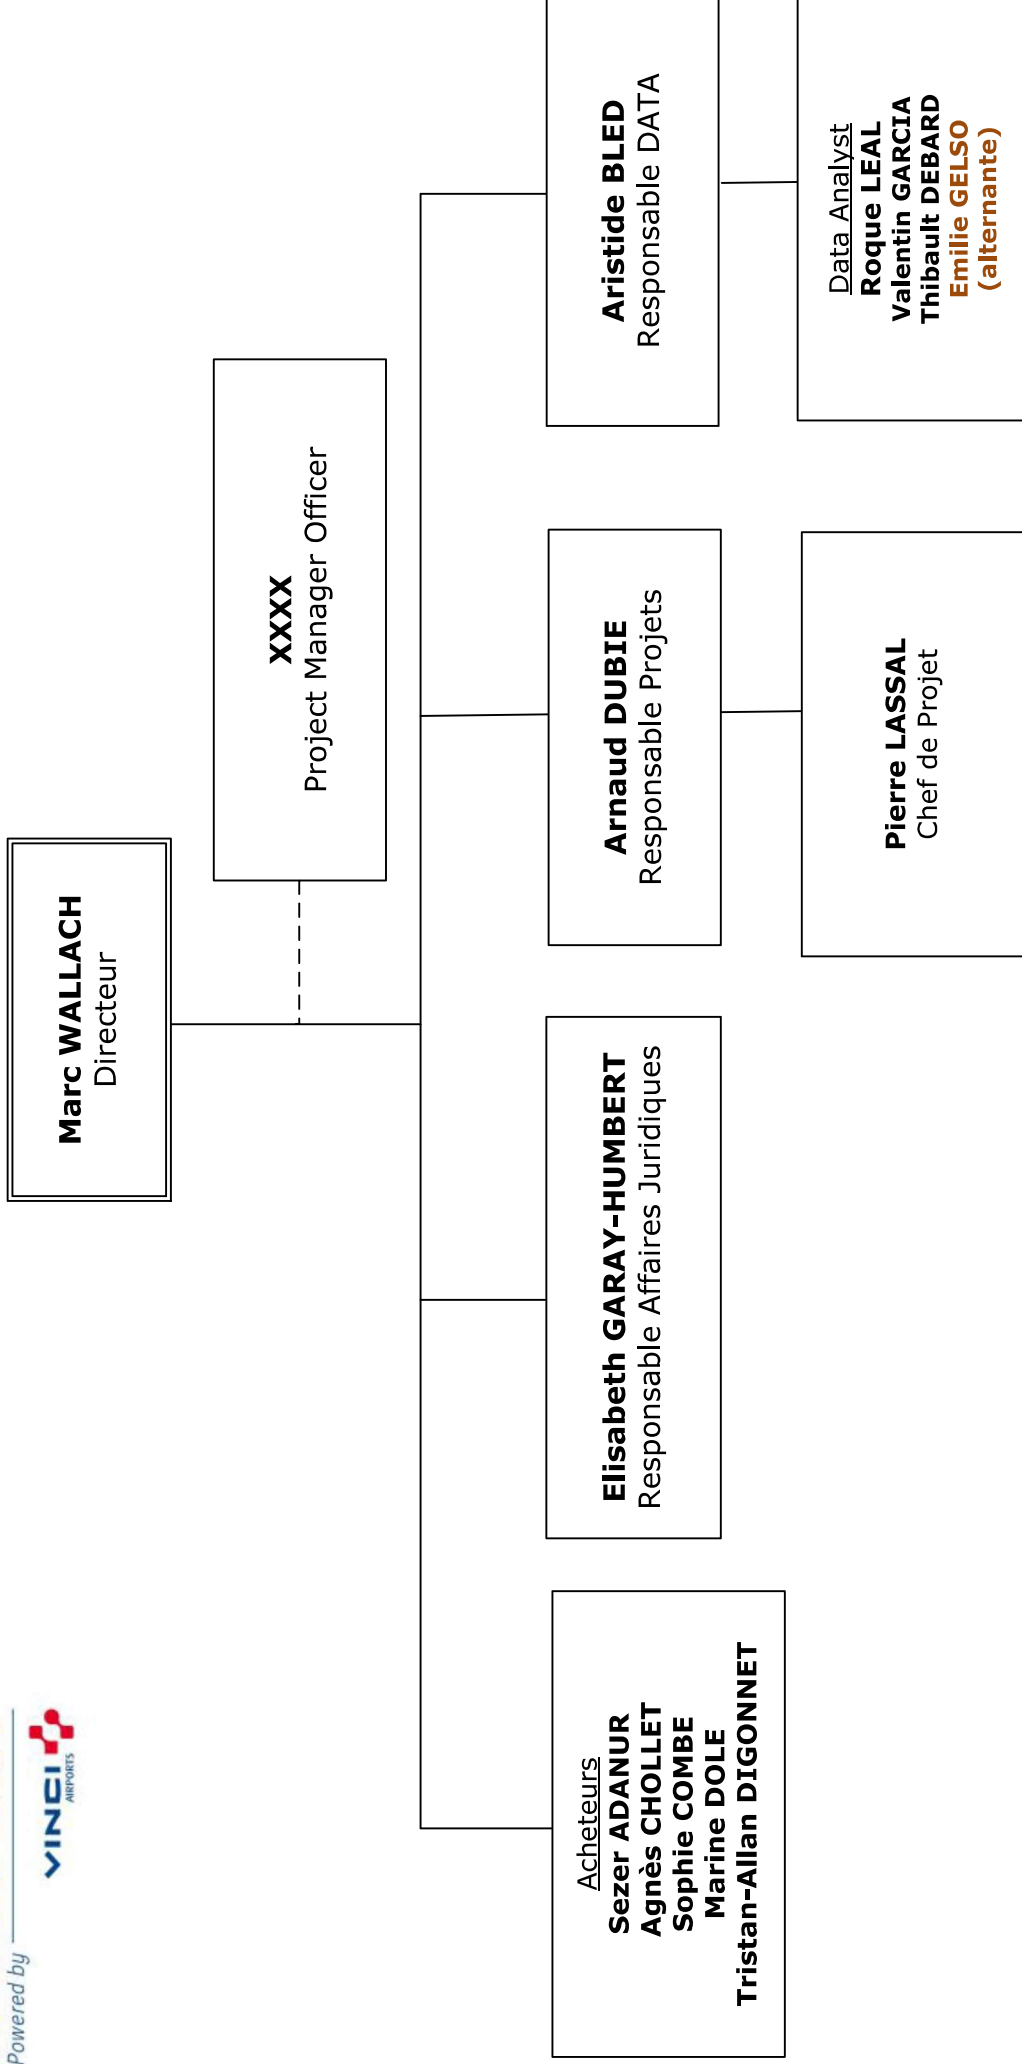 Powered by
VINCI
AIRPORTS
Marc WALLACH
Directeur
XXXX
Project Manager Officer
Acheteurs
Sezer ADANUR
Agnès CHOLLET
Sophie COMBE
Marine DOLE
Tristan-Allan DIGONNET
Elisabeth GARAY-HUMBERT
Responsable Affaires Juridiques
Arnaud DUBIE
Responsable Projets
Aristide BLED
Responsable DATA
Pierre LASSAL
Chef de Projet
Data Analyst
Roque LEAL
Valentin GARCIA
Thibault DEBARD
Emilie GELSO
(alternante)